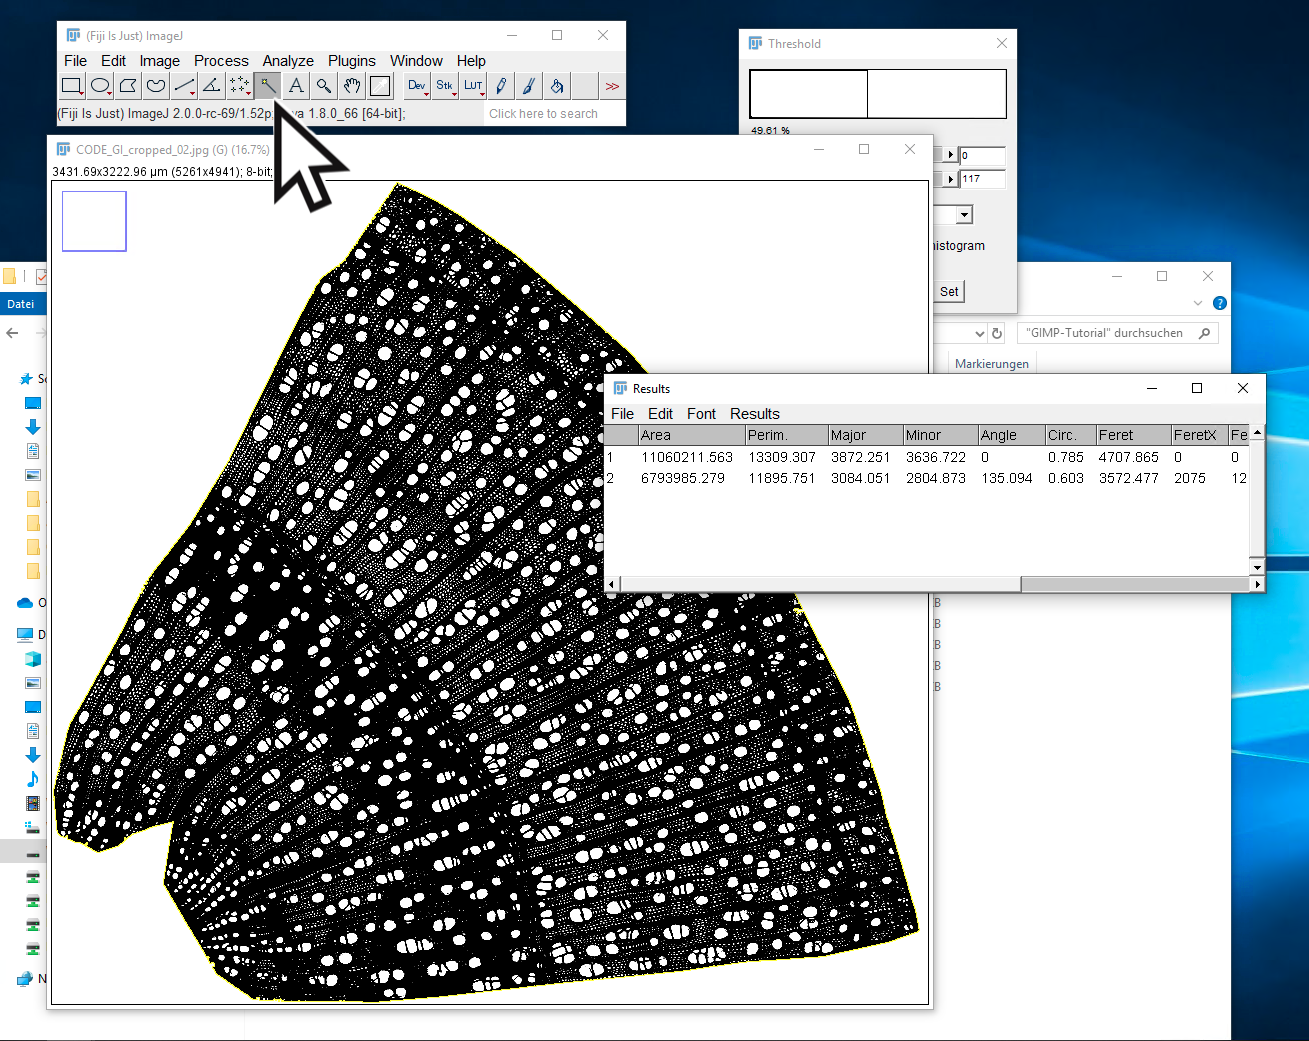 (Fiji Is Just) ImageJ
File Edit Image Process Analyze Plugins Window Help
Dev Stk LUT >>
(Fiji Is Just) ImageJ 2.0.0-rc-69/1.52p; va 1.8.0_66 [64-bit];
Click here to search
Threshold
49.61 %
0
117
histogram
Set
CODE_GI_cropped_02.jpg (G) (16.7%)
3431.69x3222.96 µm (5261x4941); 8-bit;
Datei
"GIMP-Tutorial" durchsuchen
Markierungen
Results
File Edit Font Results
Area Perim. Major Minor Angle Circ. Feret FeretX Fe
1 11060211.563 13309.307 3872.251 3636.722 0 0.785 4707.865 0 0
2 6793985.279 11895.751 3084.051 2804.873 135.094 0.603 3572.477 2075 12
Sc
O
D
N
B
B
B
B
B